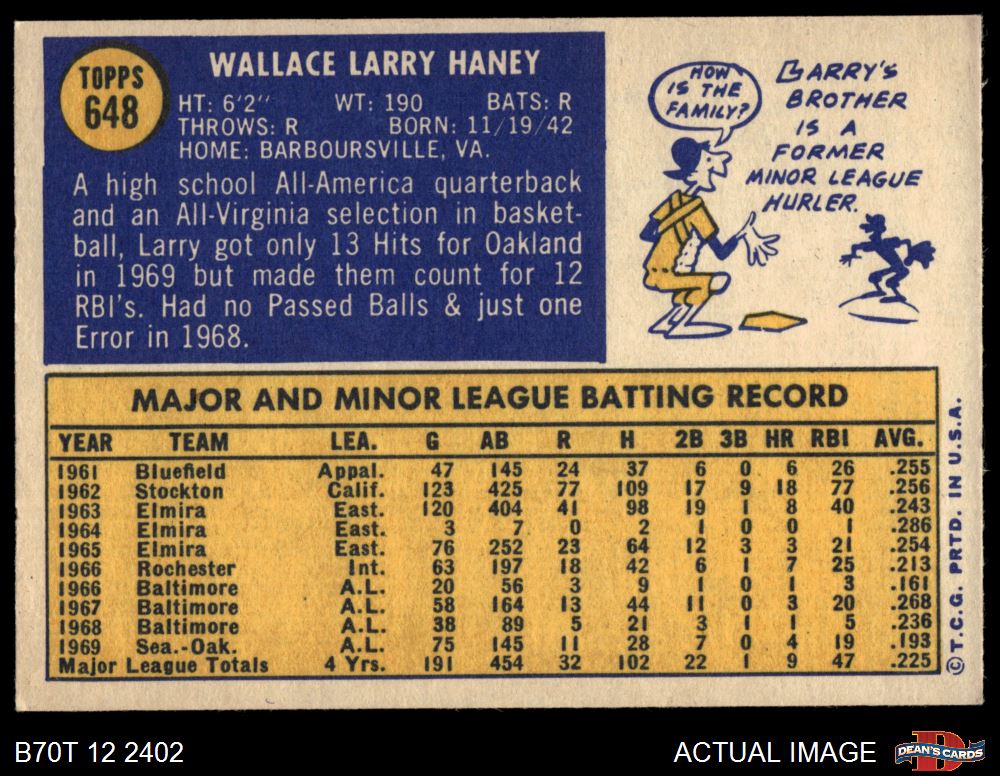 TOPPS
648
WALLACE LARRY HANEY
HT: 6'2" WT: 190 BATS: R
THROWS: R BORN: 11/19/42
HOME: BARBOURSVILLE, VA.
A high school All-America quarterback
and an All-Virginia selection in basket-
ball, Larry got only 13 Hits for Oakland
in 1969 but made them count for 12
RBI's. Had no Passed Balls & just one
Error in 1968.
HOW
IS THE
FAMILY?
LARRY'S
BROTHER
IS A
FORMER
MINOR LEAGUE
HURLER.
MAJOR AND MINOR LEAGUE BATTING RECORD
YEAR TEAM LEA. G AB R H 2B 3B HR RBI AVG.
1961 Bluefield Appal. 47 145 24 37 6 0 6 26 .255
1962 Stockton Calif. 123 425 77 109 17 9 18 77 .256
1963 Elmira East. 120 404 41 98 19 1 8 40 .243
1964 Elmira East. 3 7 0 2 1 0 0 1 .286
1965 Elmira East. 76 252 23 64 12 3 3 21 .254
1966 Rochester Int. 63 197 18 42 6 1 7 25 .213
1966 Baltimore A.L. 20 56 3 9 1 0 1 3 .161
1967 Baltimore A.L. 58 164 13 44 11 0 3 20 .268
1968 Baltimore A.L. 38 89 5 21 3 1 1 5 .236
1969 Sea.-Oak. A.L. 75 145 11 28 7 0 4 19 .193
Major League Totals 4 Yrs. 191 454 32 102 22 1 9 47 .225
© T.C.G. PRTD. IN U.S.A.
B70T 12 2402
ACTUAL IMAGE
D
DEAN'S CARDS